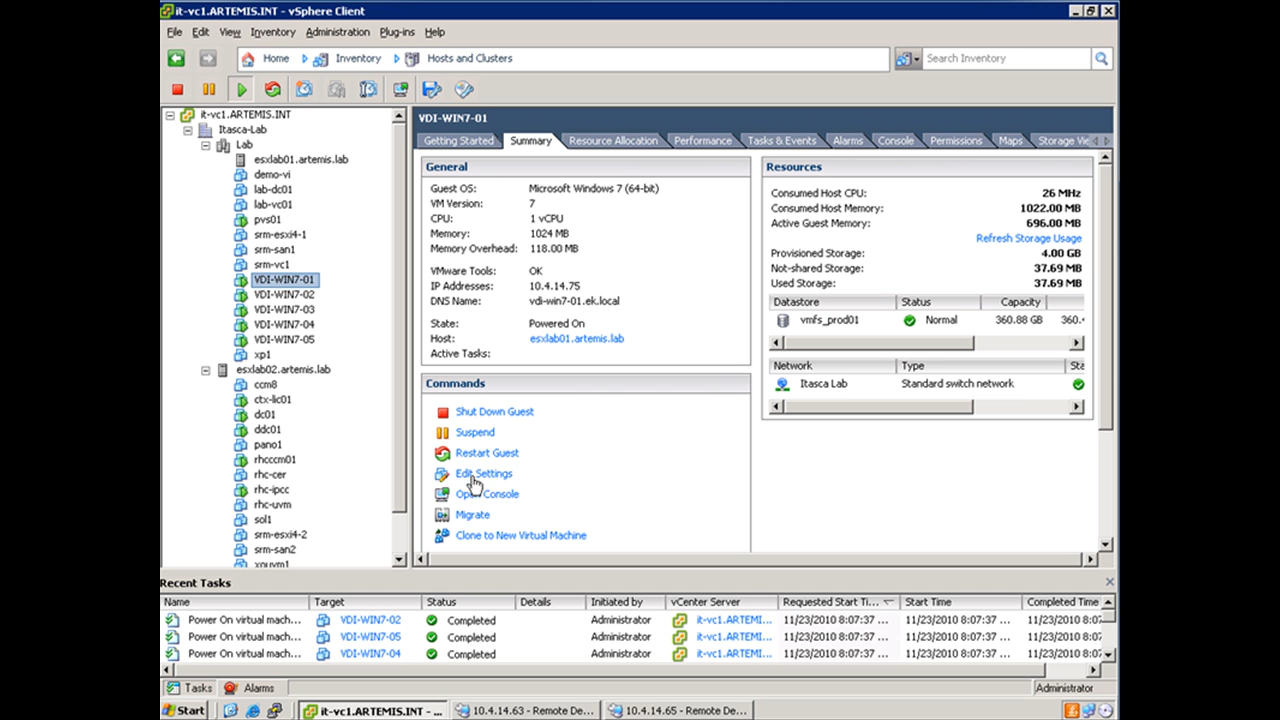 it-vc1.ARTEMIS.INT - vSphere Client
File Edit View Inventory Administration Plug-ins Help
Home Inventory Hosts and Clusters Search Inventory
it-vc1.ARTEMIS.INT
Itasca-Lab
Lab
esxlab01.artemis.lab
demo-vi
lab-dc01
lab-vc01
pvs01
srm-esxi4-1
srm-san1
srm-vc1
VDI-WIN7-01
VDI-WIN7-02
VDI-WIN7-03
VDI-WIN7-04
VDI-WIN7-05
xp1
esxlab02.artemis.lab
ccm8
ctx-lic01
dc01
ddc01
pano1
rhcccm01
rhc-cer
rhc-ipcc
rhc-uvm
sol1
srm-esxi4-2
srm-san2
VDI-WIN7-01
Getting Started Summary Resource Allocation Performance Tasks & Events Alarms Console Permissions Maps Storage Vie
General
Guest OS: Microsoft Windows 7 (64-bit)
VM Version: 7
CPU: 1 vCPU
Memory: 1024 MB
Memory Overhead: 118.00 MB
VMware Tools: OK
IP Addresses: 10.4.14.75
DNS Name: vdi-win7-01.ek.local
State: Powered On
Host: esxlab01.artemis.lab
Active Tasks:
Commands
Shut Down Guest
Suspend
Restart Guest
Edit Settings
Open Console
Migrate
Clone to New Virtual Machine
Resources
Consumed Host CPU: 26 MHz
Consumed Host Memory: 1022.00 MB
Active Guest Memory: 696.00 MB
Refresh Storage Usage
Provisioned Storage: 4.00 GB
Not-shared Storage: 37.69 MB
Used Storage: 37.69 MB
Datastore Status Capacity
vmfs_prod01 Normal 360.88 GB 360.
Network Type Sta
Itasca Lab Standard switch network
Recent Tasks
Name Target Status Details Initiated by vCenter Server Requested Start Ti... Start Time Completed Time
Power On virtual mach... VDI-WIN7-02 Completed Administrator it-vc1.ARTEMI... 11/23/2010 8:07:37 ... 11/23/2010 8:07:37 ... 11/23/2010 8:07
Power On virtual mach... VDI-WIN7-05 Completed Administrator it-vc1.ARTEMI... 11/23/2010 8:07:37 ... 11/23/2010 8:07:37 ... 11/23/2010 8:07
Power On virtual mach... VDI-WIN7-04 Completed Administrator it-vc1.ARTEMI... 11/23/2010 8:07:37 ... 11/23/2010 8:07:37 ... 11/23/2010 8:07
Tasks Alarms Administrator
Start it-vc1.ARTEMIS.INT - ... 10.4.14.63 - Remote De... 10.4.14.65 - Remote De...